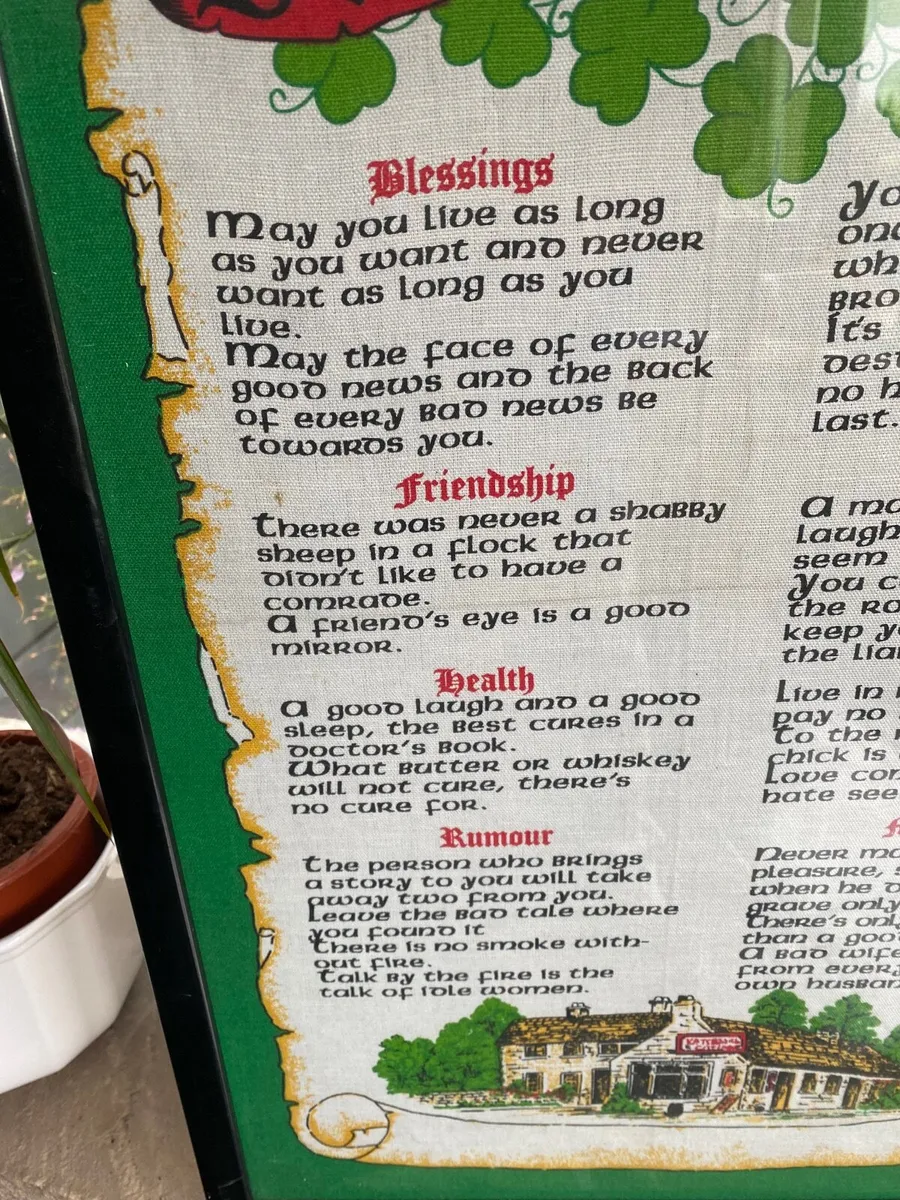 Blessings
May you live as long
as you want and never
want as long as you
live.
May the face of every
good news and the back
of every bad news be
towards you.
Friendship
There was never a shabby
sheep in a flock that
didn't like to have a
comrade.
A friend's eye is a good
mirror.
Health
A good laugh and a good
sleep, the best cures in a
doctor's book.
What butter or whiskey
will not cure, there's
no cure for.
Rumour
The person who brings
a story to you will take
away two from you.
Leave the bad tale where
you found it
There is no smoke with-
out fire.
Talk by the fire is the
talk of idle women.
Yo
onc
wh
bro
It's
dest
no h
last.
A ma
laugh
seem
You c
the ro
keep y
the lia
Live in
pay no
To the
chick is
Love con
hate see
Never ma
pleasure, s
when he d
grave only
There's onl
than a goo
A bad wife
from every
own husban